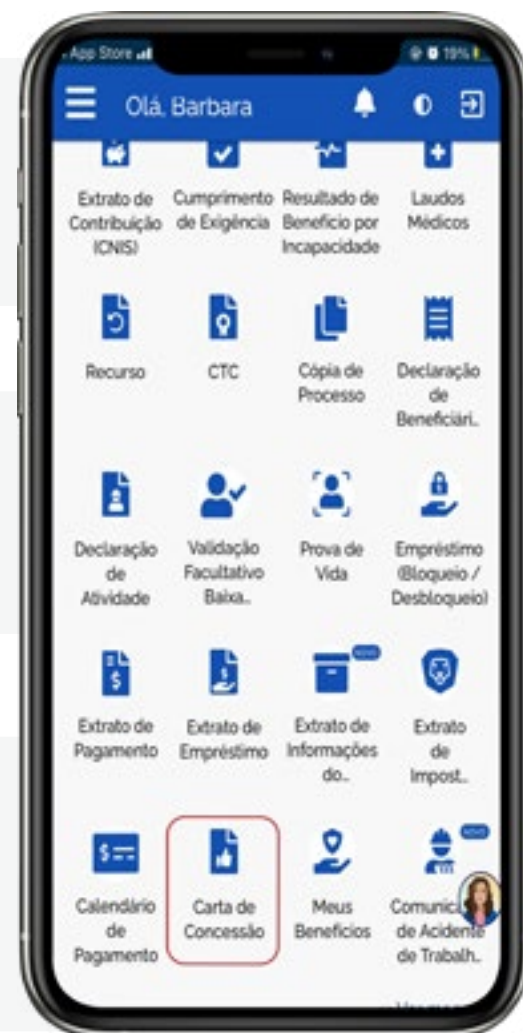 App Store
19%
Olá, Barbara
Extrato de Contribuição (CNIS)
Cumprimento de Exigência
Resultado de Benefício por Incapacidade
Laudos Médicos
Recurso
CTC
Cópia de Processo
Declaração de Beneficiári...
Declaração de Atividade
Validação Facultativo Baixa...
Prova de Vida
Empréstimo (Bloqueio / Desbloqueio)
Extrato de Pagamento
Extrato de Empréstimo
NOVO
Extrato de Informações do...
Extrato de Impost...
Calendário de Pagamento
Carta de Concessão
Meus Benefícios
NOVO
de Acidente de Trabalh...